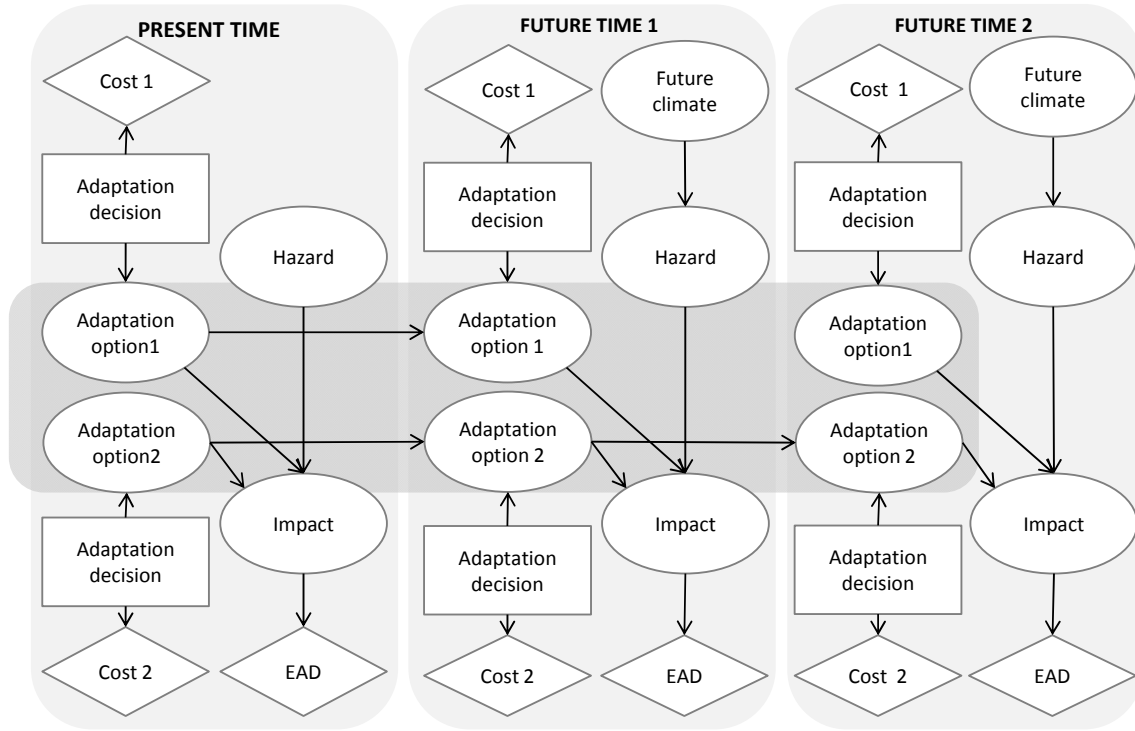 PRESENT TIME
Cost 1
Adaptation
decision
Hazard
Adaptation
option1
Adaptation
option2
Impact
Adaptation
decision
Cost 2
EAD
FUTURE TIME 1
Cost 1
Future
climate
Adaptation
decision
Hazard
Adaptation
option 1
Adaptation
option 2
Impact
Adaptation
decision
Cost 2
EAD
FUTURE TIME 2
Cost 1
Future
climate
Adaptation
decision
Hazard
Adaptation
option1
Adaptation
option 2
Impact
Adaptation
decision
Cost 2
EAD